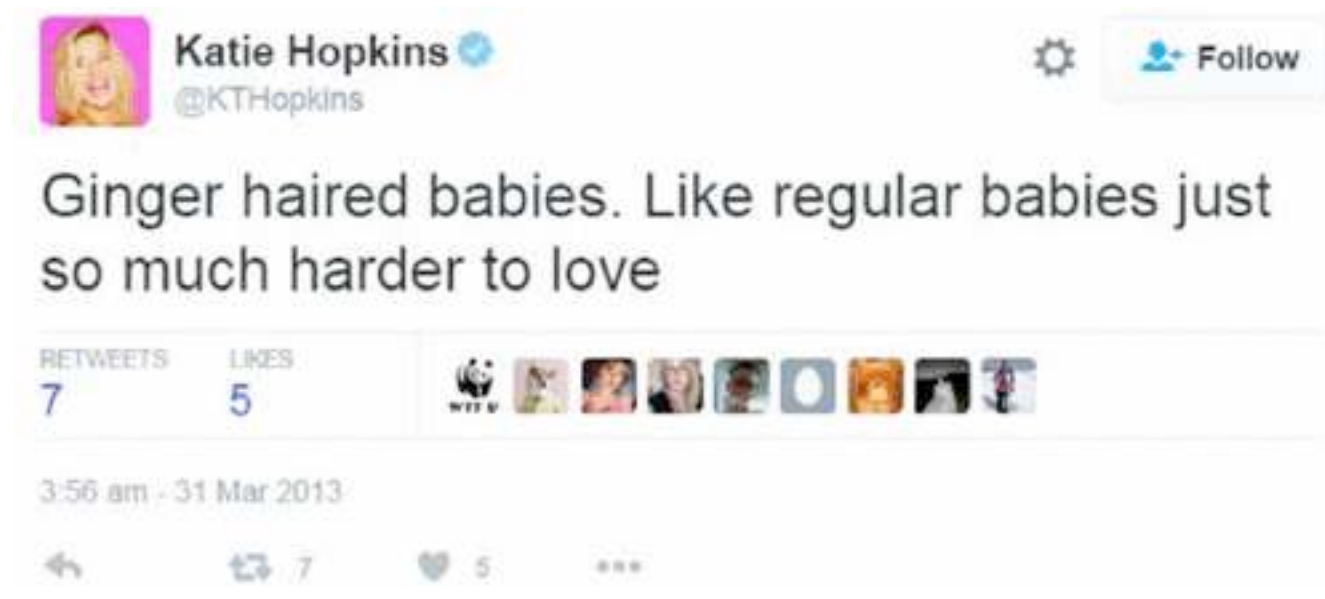 Katie Hopkins
@KTHopkins
Follow
Ginger haired babies. Like regular babies just
so much harder to love
RETWEETS LIKES
7 5
3:56 am - 31 Mar 2013
7 5